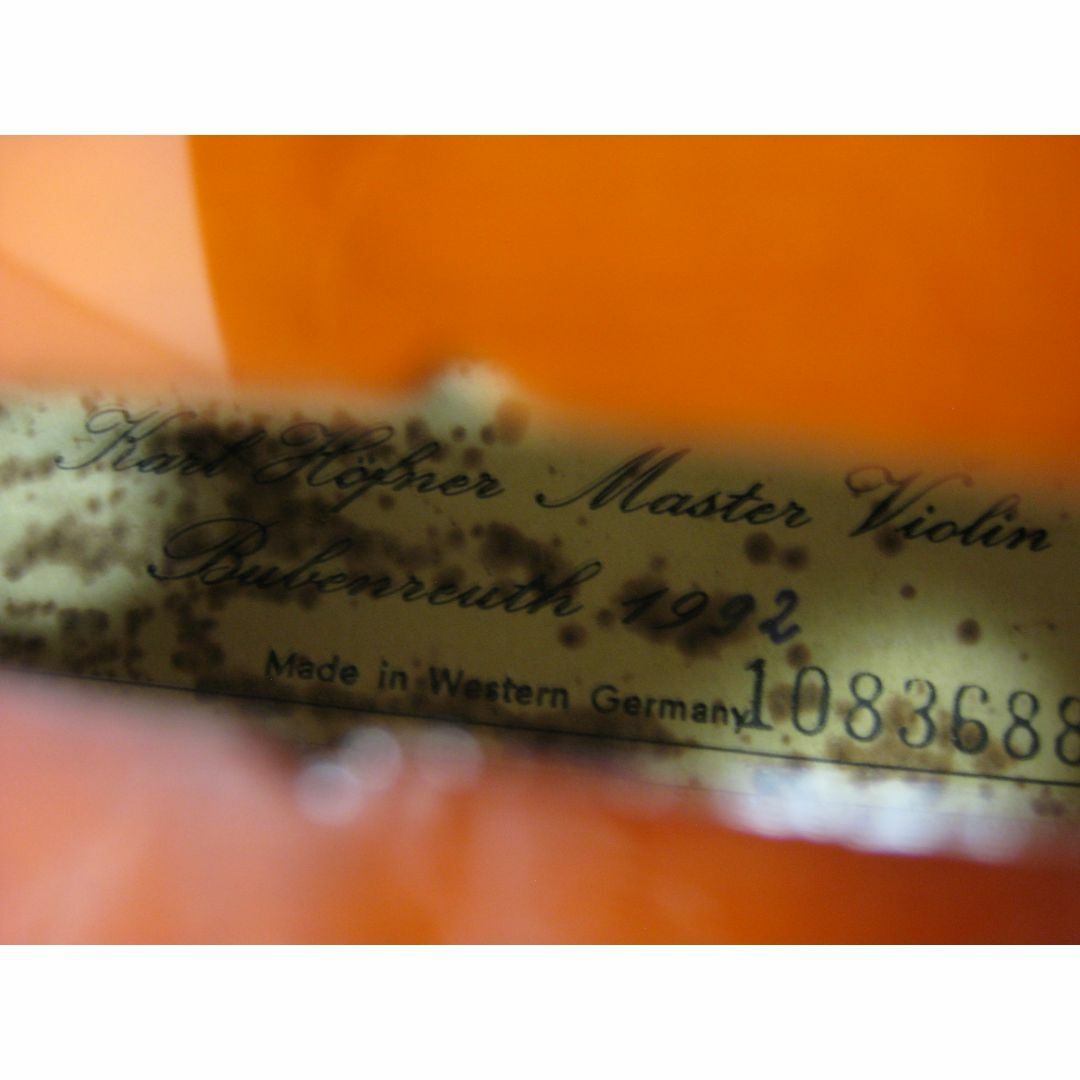 Karl Höfner Master Violin
Bubenreuth 1992
Made in Western Germany 1083688